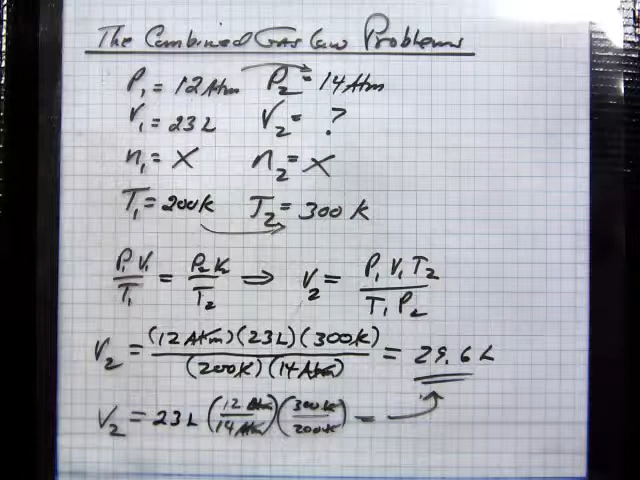 The Combined Gas Law Problems
P₁ = 12 Atm P₂ = 14 Atm
V₁ = 23 L V₂ = ?
n₁ = X n₂ = X
T₁ = 200 K T₂ = 300 K
P₁V₁/T₁ = P₂V₂/T₂ ⇒ V₂ = P₁V₁T₂/T₁P₂
V₂ = (12 Atm)(23 L)(300 K)/(200 K)(14 Atm) = 29.6 L
V₂ = 23 L (12 Atm/14 Atm)(300 K/200 K) =